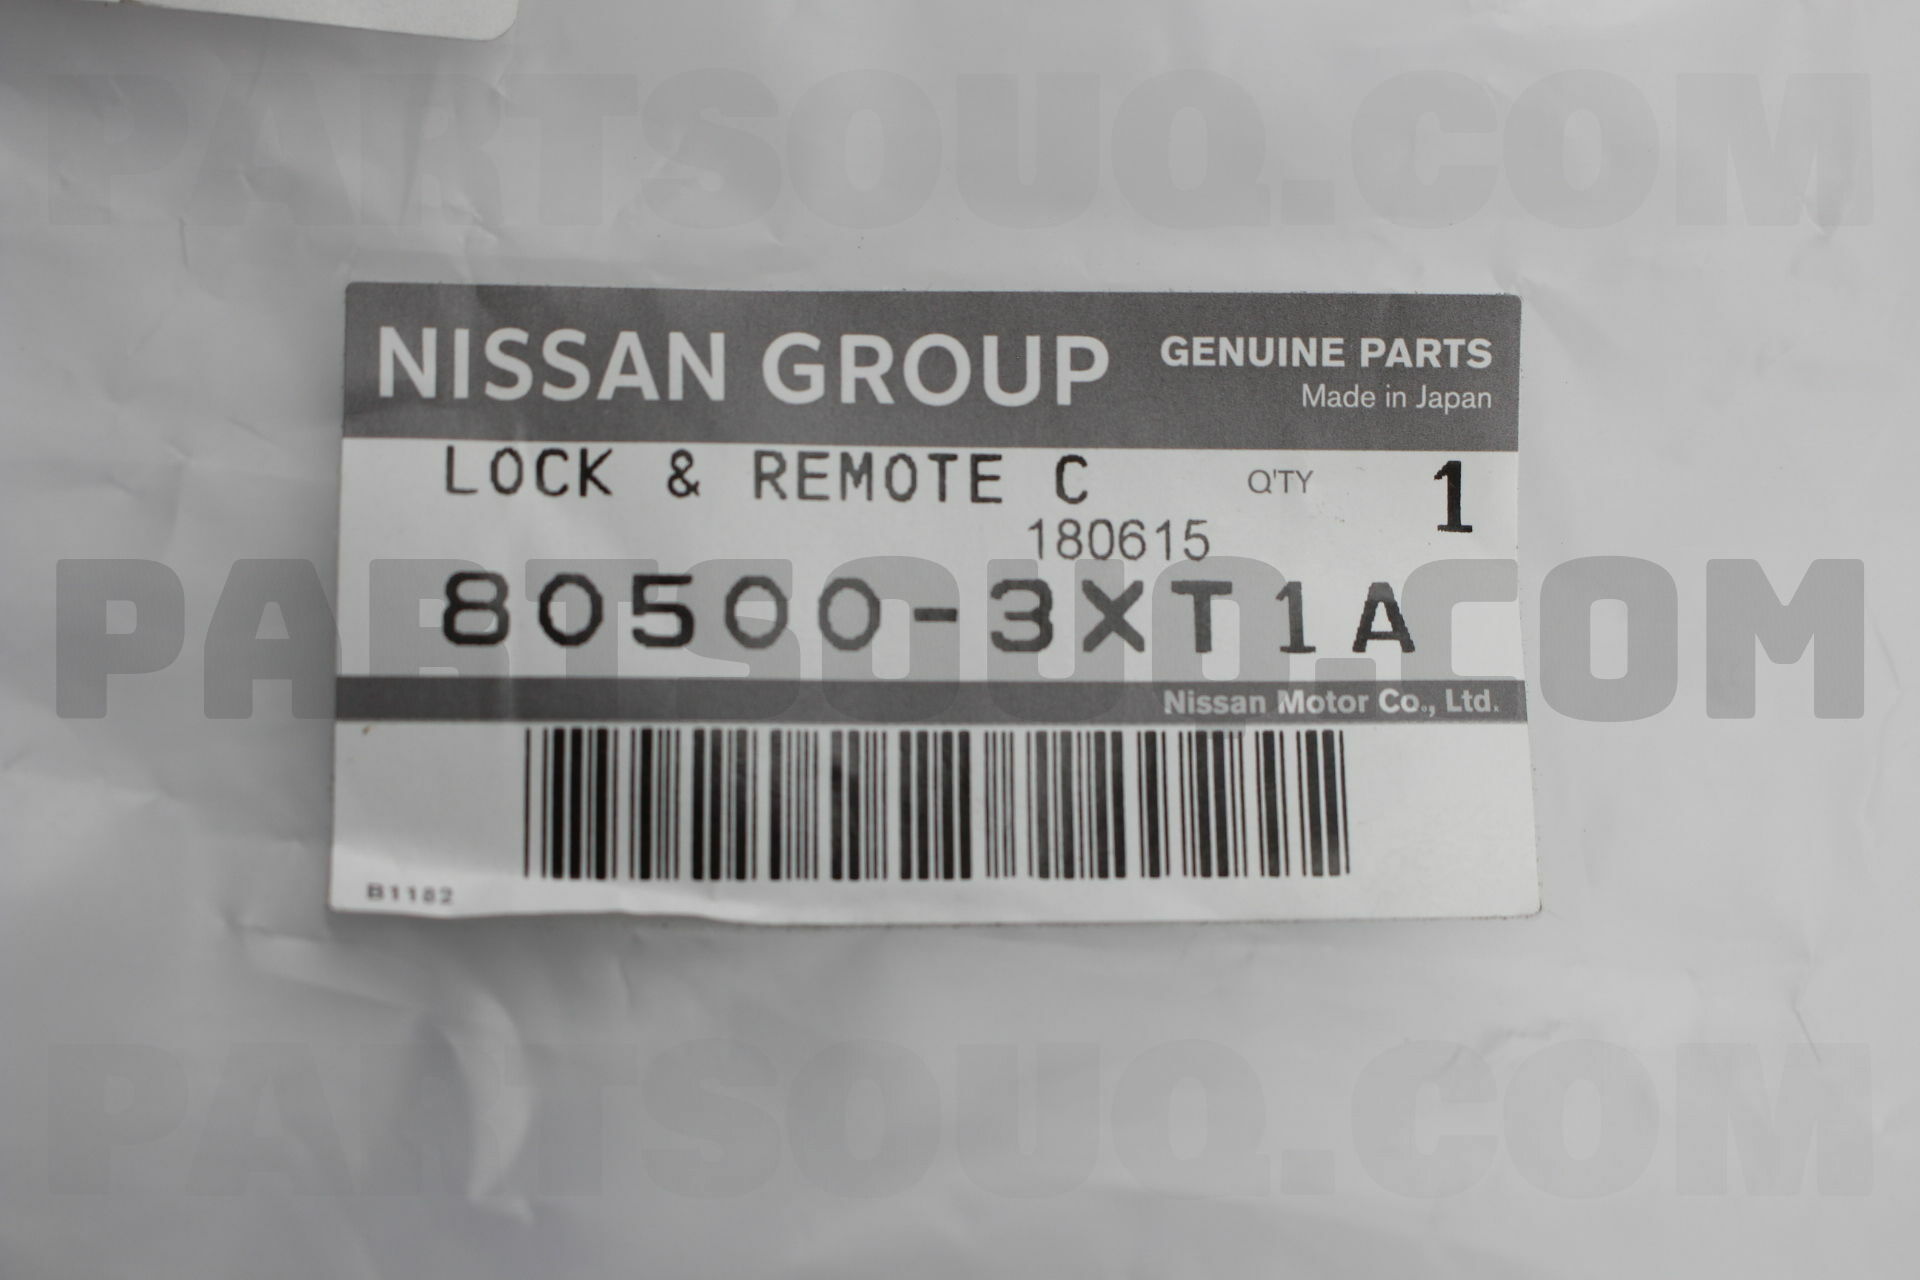 PARTSOUQ.COM
NISSAN GROUP GENUINE PARTS
Made in Japan
LOCK & REMOTE C Q'TY 1
180615
80500-3XT1A
PARTSOUQ.COM
Nissan Motor Co., Ltd.
B1182
PARTSOUQ.COM